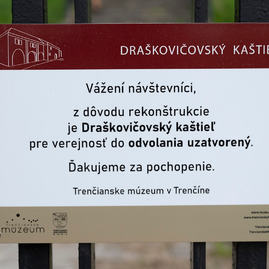 DRAŠKOVIČOVSKÝ KAŠTIE
Vážení návštevníci,
z dôvodu rekonštrukcie
je Draškovičovský kaštieľ
pre verejnosť do odvolania uzatvorený.
Ďakujeme za pochopenie.
Trenčianske múzeum v Trenčíne
múzeum